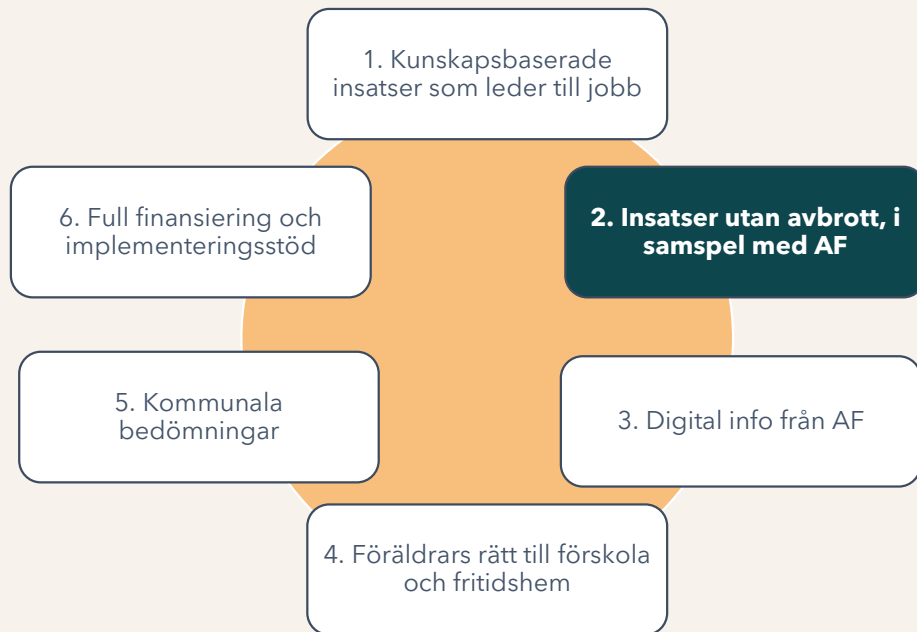 1. Kunskapsbaserade
insatser som leder till jobb
2. Insatser utan avbrott, i
samspel med AF
3. Digital info från AF
4. Föräldrars rätt till förskola
och fritidshem
5. Kommunala
bedömningar
6. Full finansiering och
implementeringsstöd